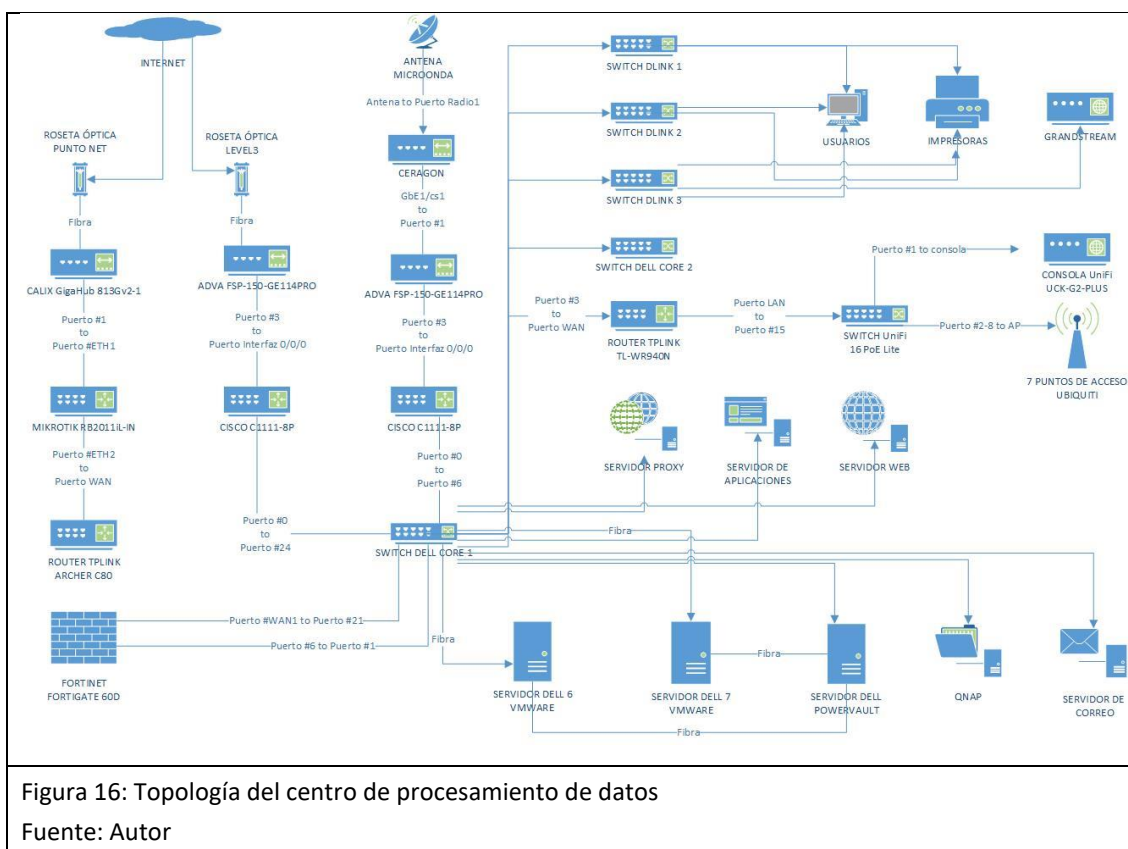 INTERNET
ANTENA
MICROONDA
Antena to Puerto Radio1
ROSETA ÓPTICA
PUNTO NET
ROSETA ÓPTICA
LEVEL3
CERAGON
Fibra
Fibra
GbE1/cs1
to
Puerto #1
CALIX GigaHub 813Gv2-1
ADVA FSP-150-GE114PRO
ADVA FSP-150-GE114PRO
Puerto #1
to
Puerto #ETH1
Puerto #3
to
Puerto Interfaz 0/0/0
Puerto #3
to
Puerto Interfaz 0/0/0
MIKROTIK RB2011iL-IN
CISCO C1111-8P
CISCO C1111-8P
Puerto #ETH2
to
Puerto WAN
Puerto #0
to
Puerto #6
Puerto #0
to
Puerto #24
ROUTER TPLINK
ARCHER C80
SWITCH DELL CORE 1
Puerto #WAN1 to Puerto #21
Puerto #6 to Puerto #1
FORTINET
FORTIGATE 60D
SWITCH DLINK 1
SWITCH DLINK 2
SWITCH DLINK 3
USUARIOS
IMPRESORAS
GRANDSTREAM
SWITCH DELL CORE 2
Puerto #1 to consola
CONSOLA UniFi
UCK-G2-PLUS
Puerto #3
to
Puerto WAN
ROUTER TPLINK
TL-WR940N
Puerto LAN
to
Puerto #15
SWITCH UniFi
16 PoE Lite
Puerto #2-8 to AP
7 PUNTOS DE ACCESO
UBIQUITI
SERVIDOR PROXY
SERVIDOR DE
APLICACIONES
SERVIDOR WEB
Fibra
Fibra
SERVIDOR DELL 6
VMWARE
SERVIDOR DELL 7
VMWARE
Fibra
SERVIDOR DELL
POWERVAULT
Fibra
QNAP
SERVIDOR DE
CORREO
Figura 16: Topología del centro de procesamiento de datos
Fuente: Autor